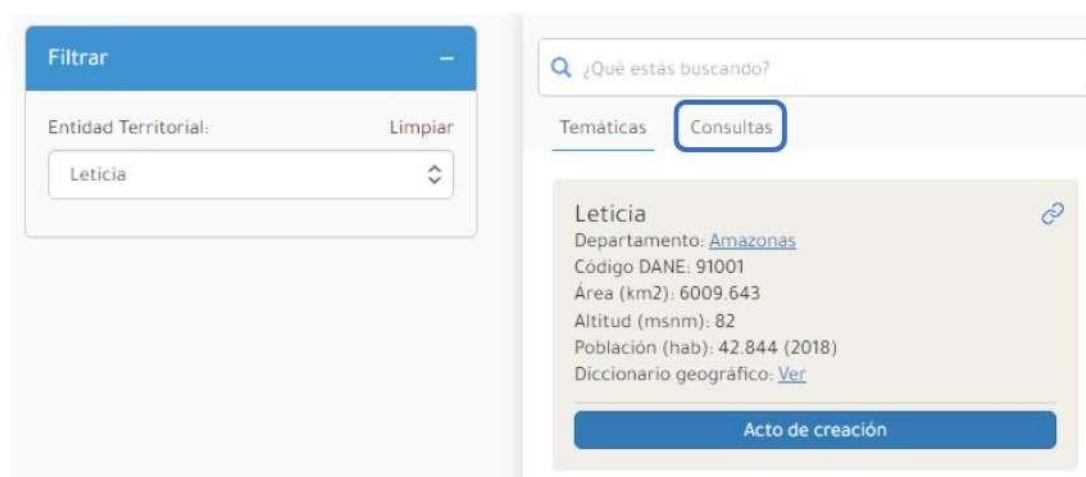 Filtrar
Entidad Territorial: Limpiar
Leticia
¿Qué estás buscando?
Temáticas Consultas
Leticia
Departamento: Amazonas
Código DANE: 91001
Área (km2): 6009.643
Altitud (msnm): 82
Población (hab): 42.844 (2018)
Diccionario geográfico: Ver
Acto de creación